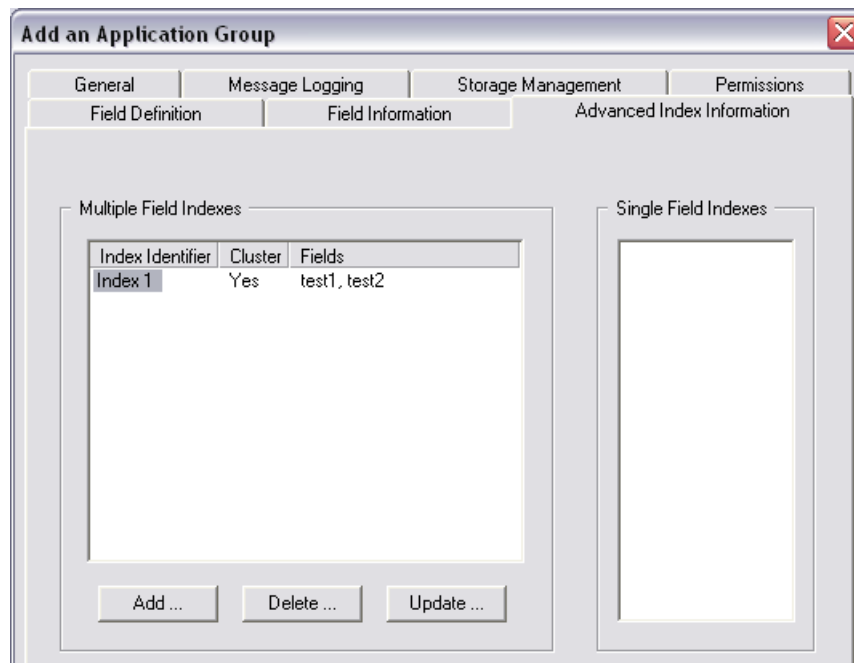 Add an Application Group
General Message Logging Storage Management Permissions
Field Definition Field Information Advanced Index Information
Multiple Field Indexes Single Field Indexes
Index Identifier Cluster Fields
Index 1 Yes test1, test2
Add ... Delete ... Update ...